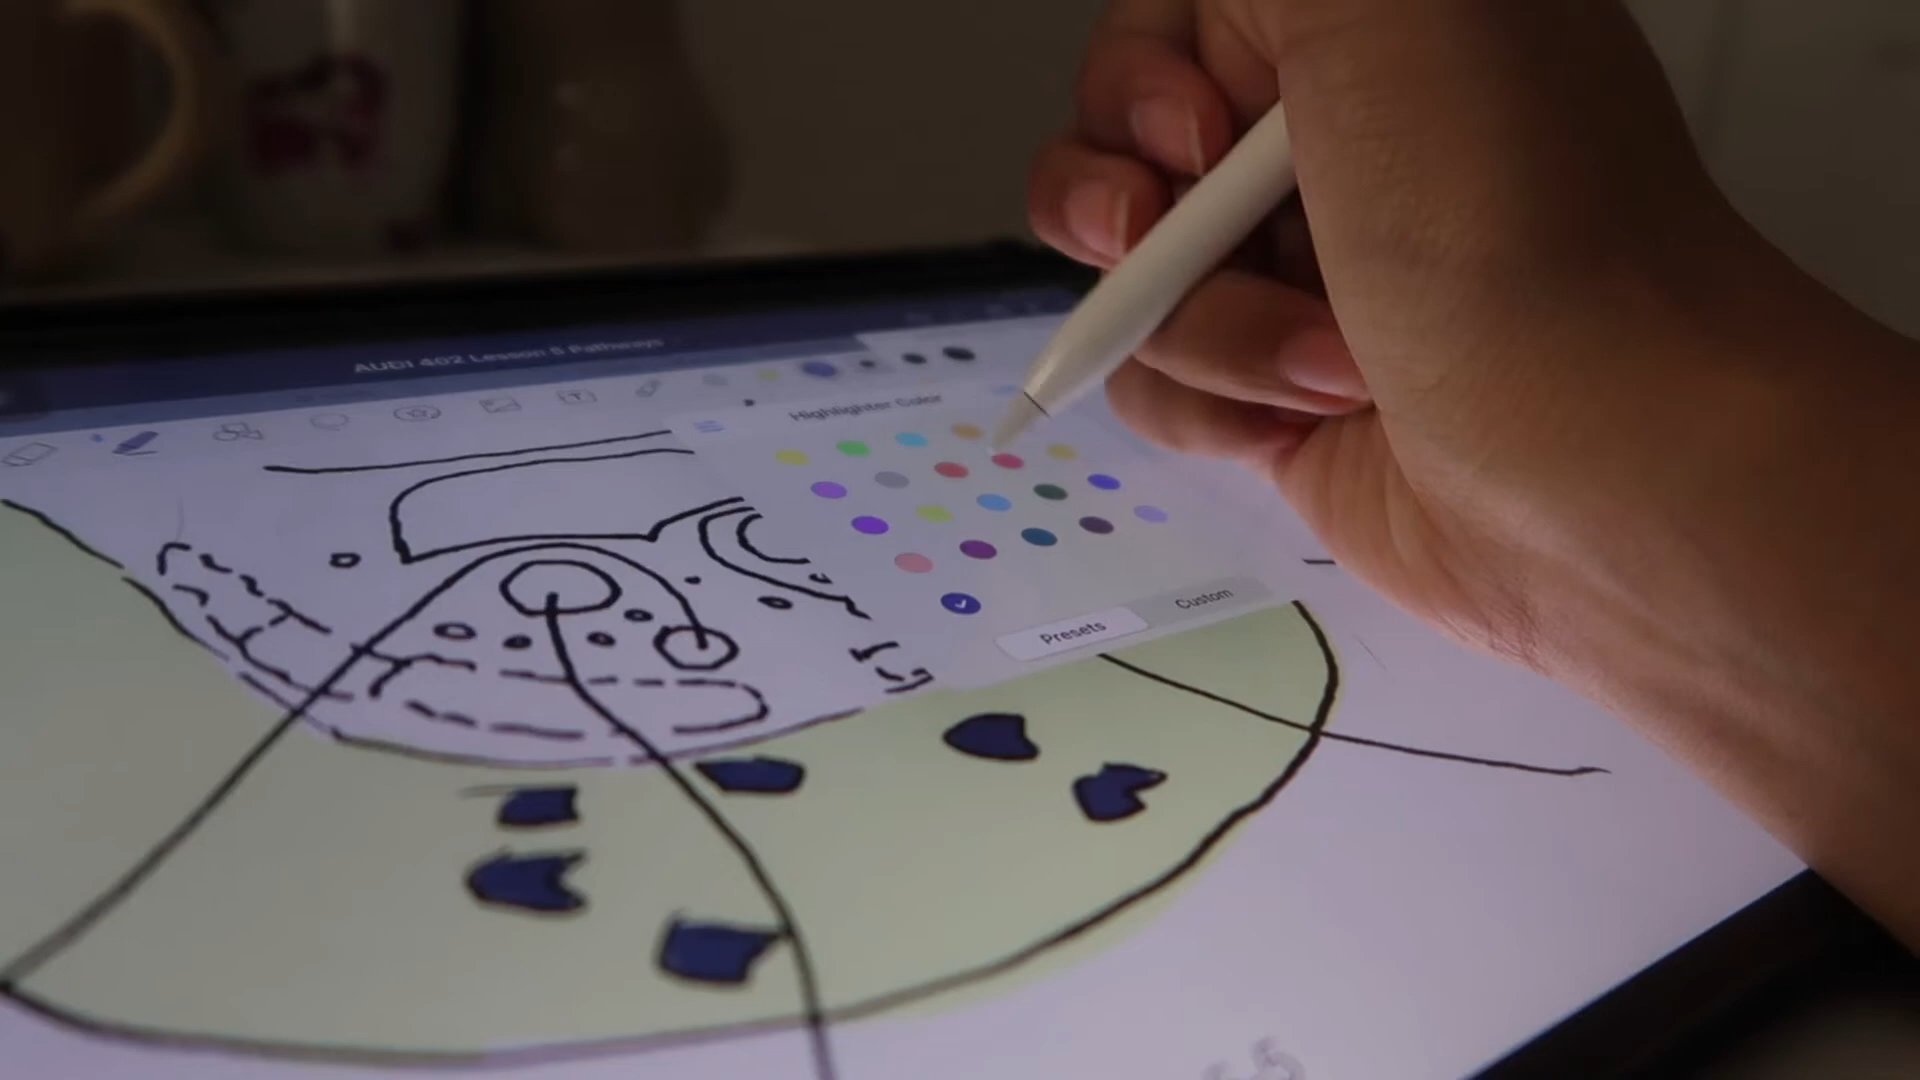 AUDI 402 Lesson 5 Pathways
T
Highlighter Color
Presets
Custom